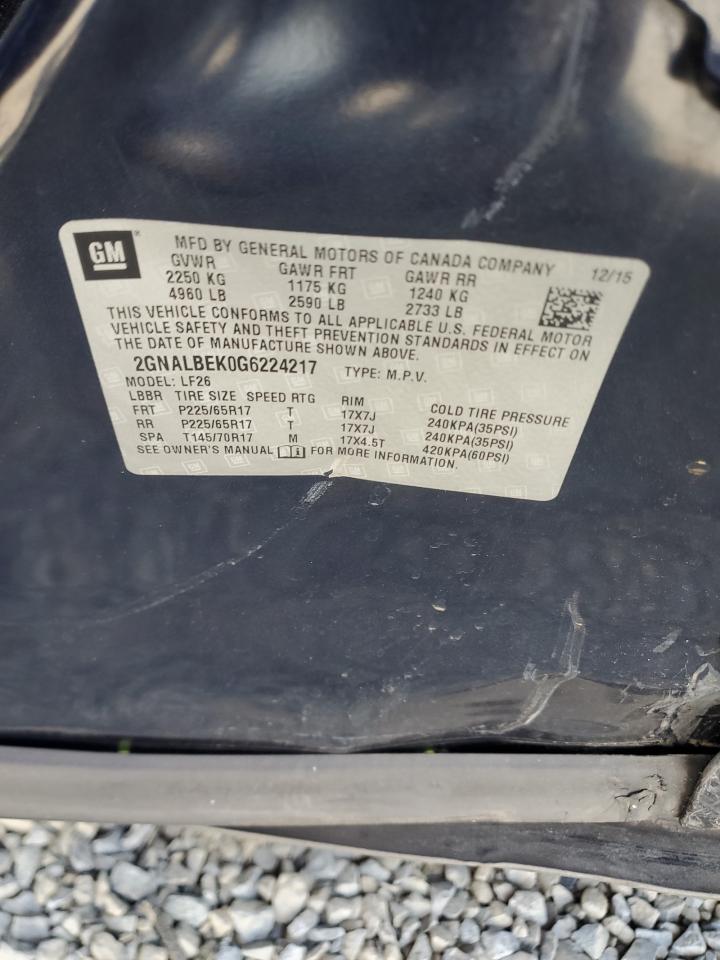 GM ® MFD BY GENERAL MOTORS OF CANADA COMPANY 12/15
GVWR GAWR FRT GAWR RR
2250 KG 1175 KG 1240 KG
4960 LB 2590 LB 2733 LB
THIS VEHICLE CONFORMS TO ALL APPLICABLE U.S. FEDERAL MOTOR
VEHICLE SAFETY AND THEFT PREVENTION STANDARDS IN EFFECT ON
THE DATE OF MANUFACTURE SHOWN ABOVE.
2GNALBEK0G6224217 TYPE: M.P.V.
MODEL: LF26
LBBR TIRE SIZE SPEED RTG RIM COLD TIRE PRESSURE
FRT P225/65R17 T 17X7J 240KPA(35PSI)
RR P225/65R17 T 17X7J 240KPA(35PSI)
SPA T145/70R17 M 17X4.5T 420KPA(60PSI)
SEE OWNER'S MANUAL FOR MORE INFORMATION.